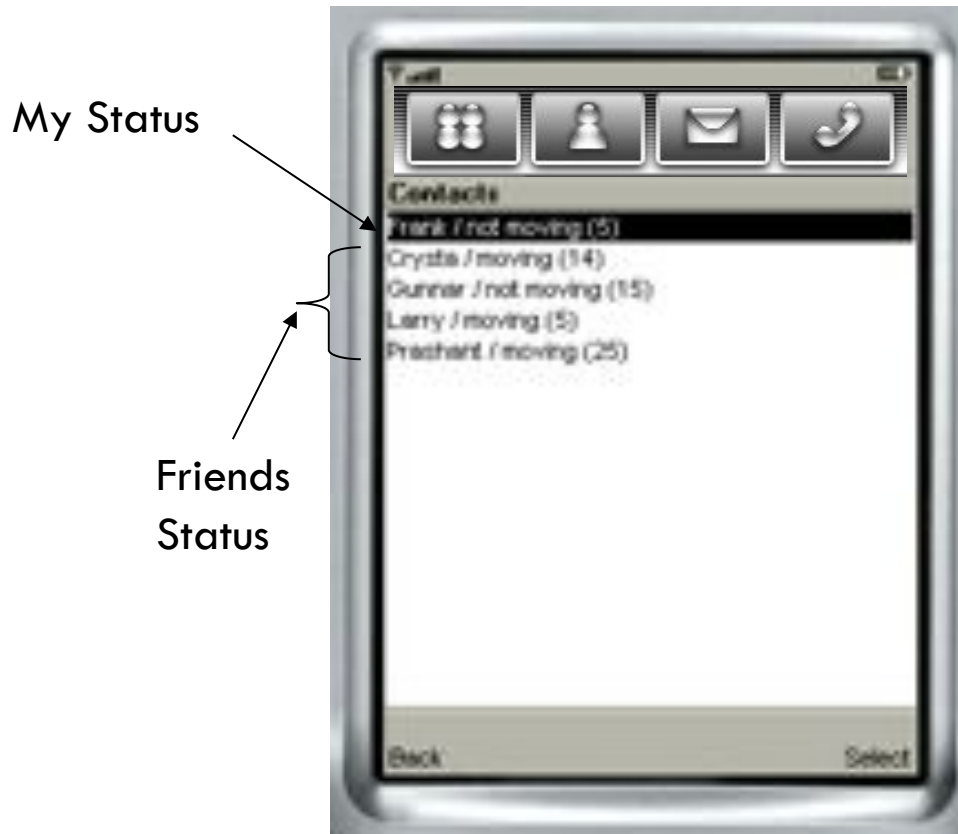 My Status
Contacts
Frank / not moving (5)
Crysta / moving (14)
Gunnar / not moving (15)
Larry / moving (5)
Prashant / moving (25)
Friends
Status
Back
Select